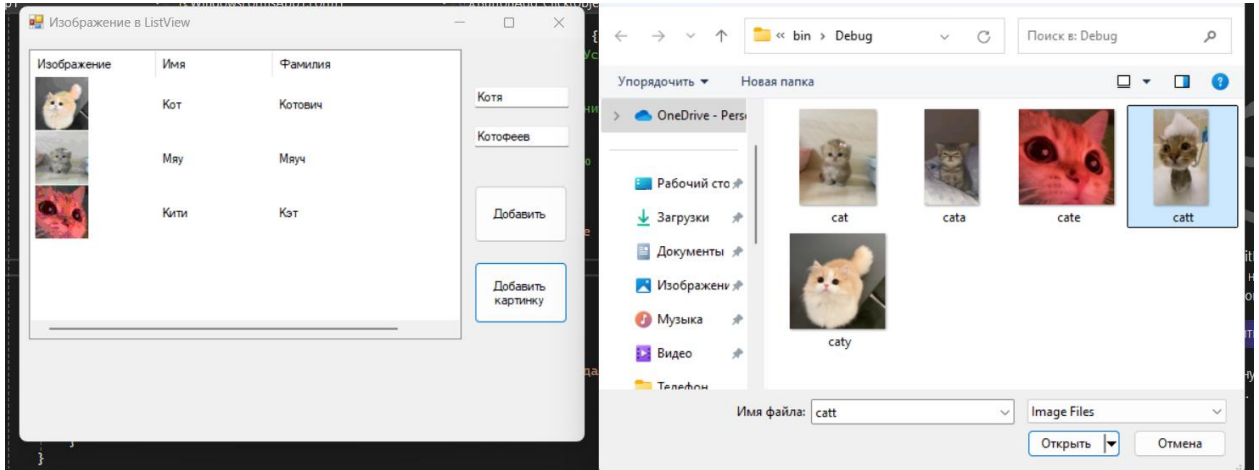 Изображение в ListView
Изображение Имя Фамилия
Кот Котович
Мяу Мяуч
Кити Кэт
Котя
Котофеев
Добавить
Добавить
картинку
« bin › Debug
Поиск в: Debug
Упорядочить Новая папка
OneDrive - Perso
Рабочий сто
Загрузки
Документы
Изображени
Музыка
Видео
Телефон
cat cata cate catt
caty
Имя файла: catt
Image Files
Открыть Отмена